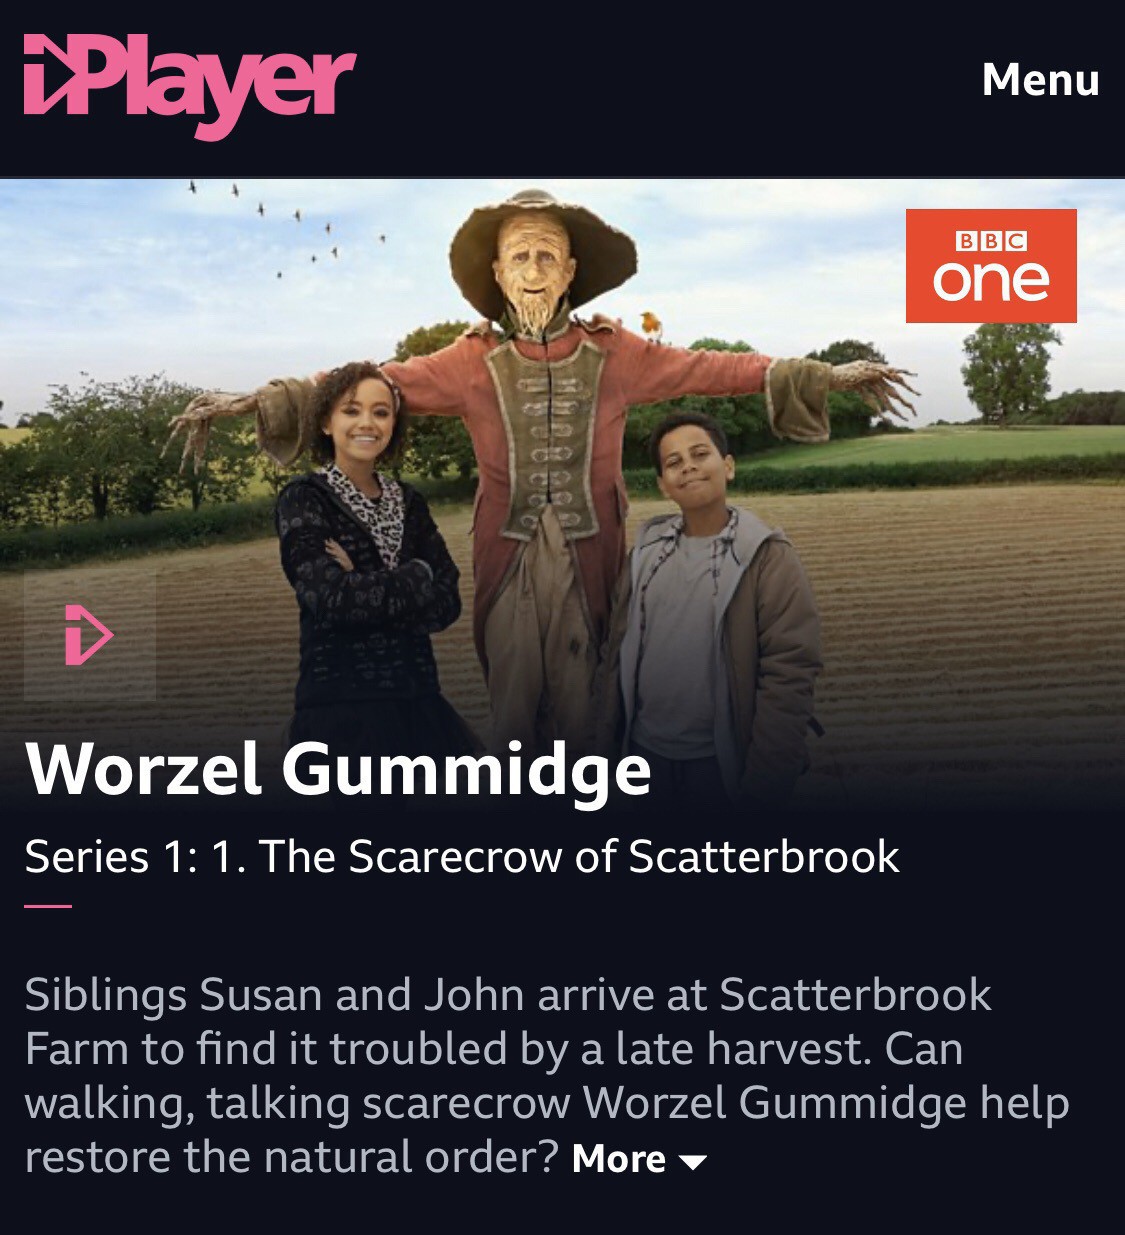 iPlayer
Menu
BBC
one
Worzel Gummidge
Series 1: 1. The Scarecrow of Scatterbrook
Siblings Susan and John arrive at Scatterbrook
Farm to find it troubled by a late harvest. Can
walking, talking scarecrow Worzel Gummidge help
restore the natural order? More